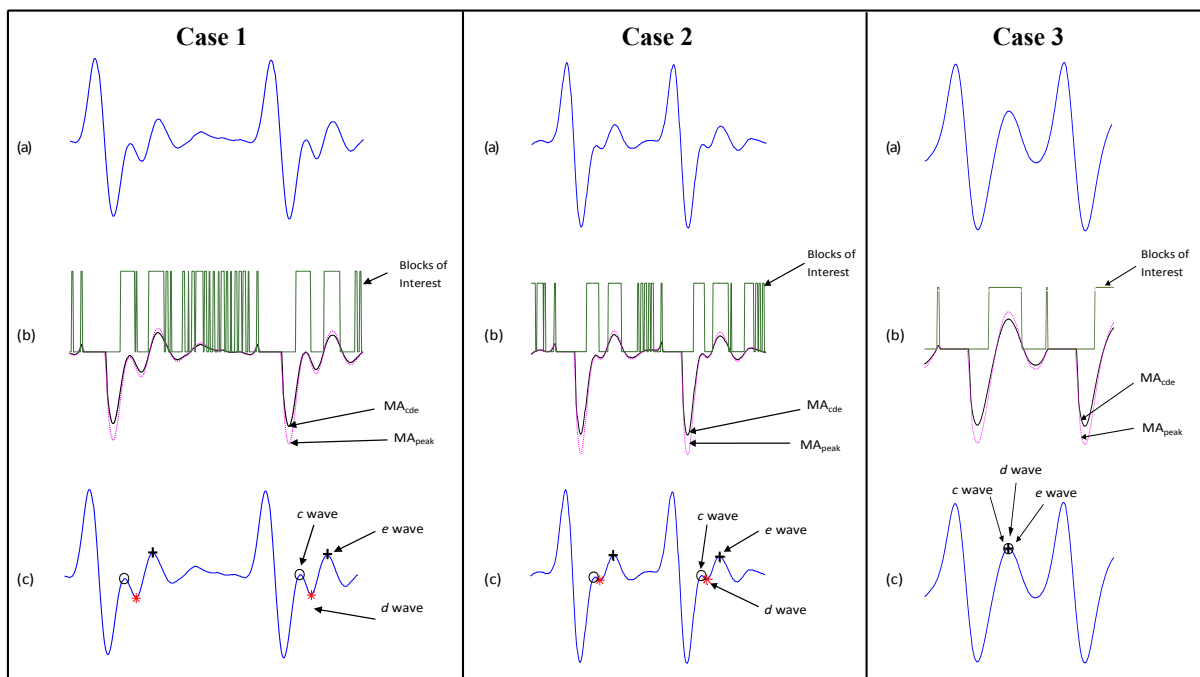 Case 1
(a)
Blocks of
Interest
(b)
MAcde
MApeak
c wave
e wave
(c)
d wave
Case 2
(a)
Blocks of
Interest
(b)
MAcde
MApeak
c wave
e wave
(c)
d wave
Case 3
(a)
Blocks of
Interest
(b)
MAcde
MApeak
d wave
c wave
e wave
(c)